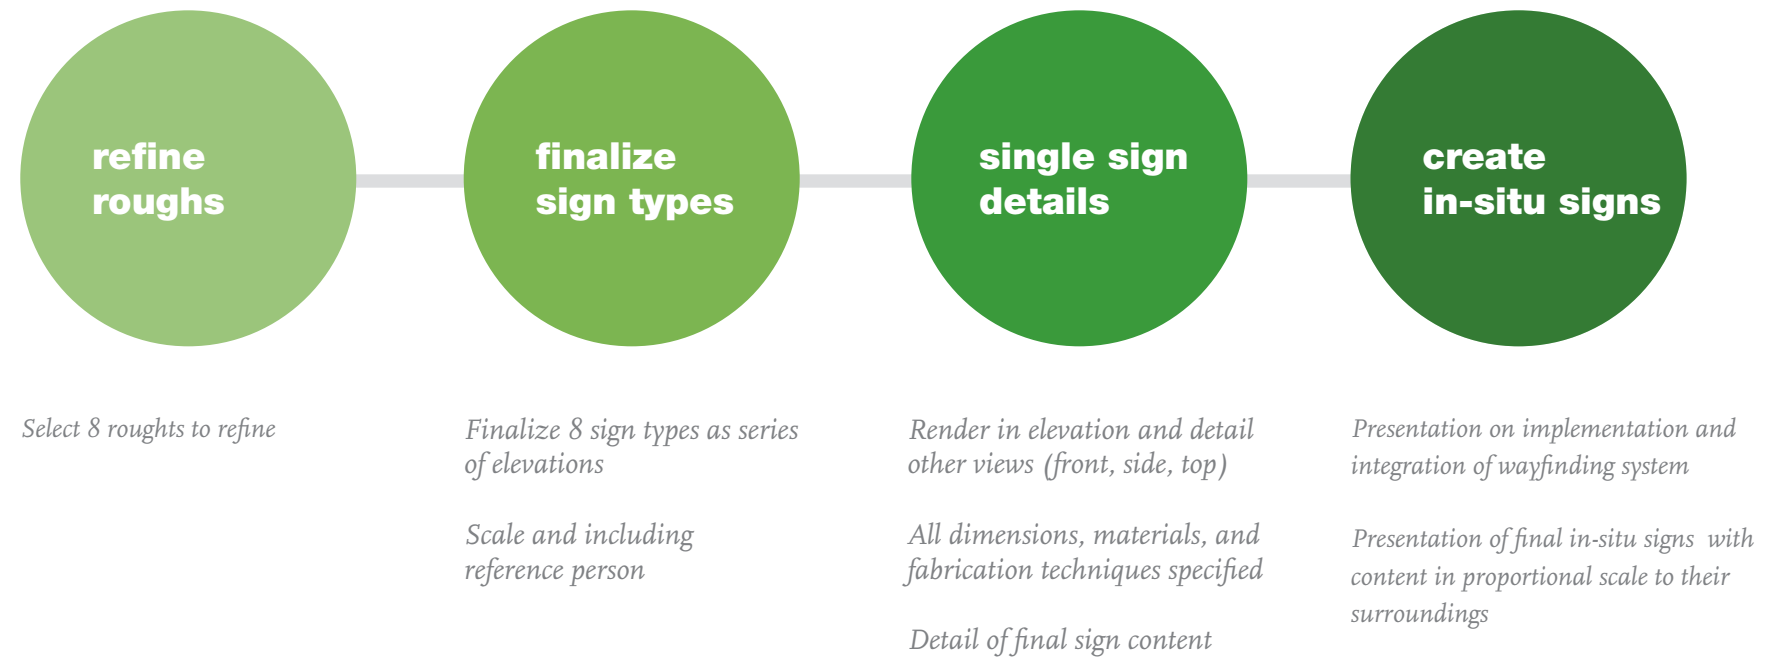 refine
roughs
finalize
sign types
single sign
details
create
in-situ signs
Select 8 roughts to refine
Finalize 8 sign types as series
of elevations
Scale and including
reference person
Render in elevation and detail
other views (front, side, top)
All dimensions, materials, and
fabrication techniques specified
Detail of final sign content
Presentation on implementation and
integration of wayfinding system
Presentation of final in-situ signs  with
content in proportional scale to their
surroundings